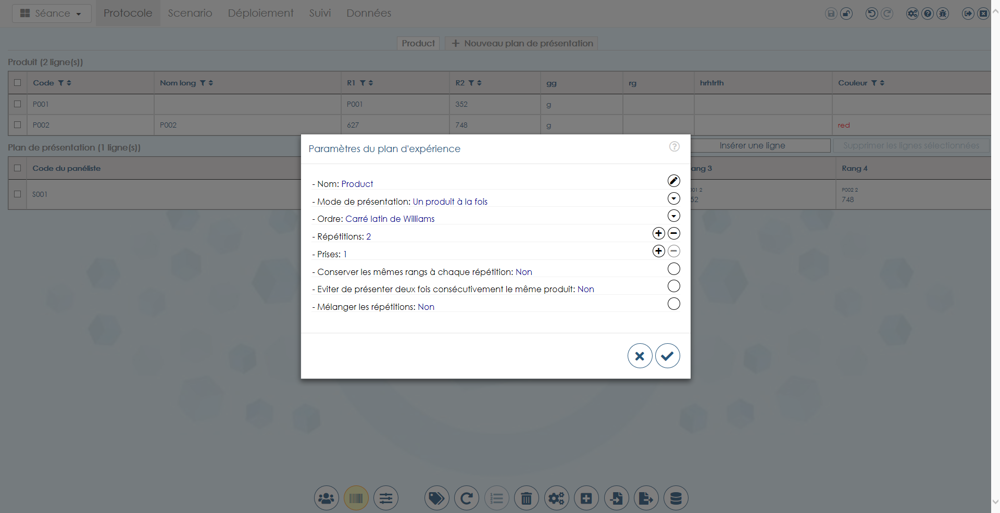 Séance Protocole Scenario Déploiement Suivi Données
Product Nouveau plan de présentation
Produit (2 ligne(s))
Code Nom long R1 R2 gg rg hrhtrth Couleur
P001 P001 352 g
P002 P002 627 748 g red
Plan de présentation (1 ligne(s)) Insérer une ligne Supprimer les lignes sélectionnées
Code du panéliste ang 3 Rang 4
S001 01 2 P002 2
52 748
Paramètres du plan d'expérience
- Nom: Product
- Mode de présentation: Un produit à la fois
- Ordre: Carré latin de Williams
- Répétitions: 2
- Prises: 1
- Conserver les mêmes rangs à chaque répétition: Non
- Eviter de présenter deux fois consécutivement le même produit: Non
- Mélanger les répétitions: Non